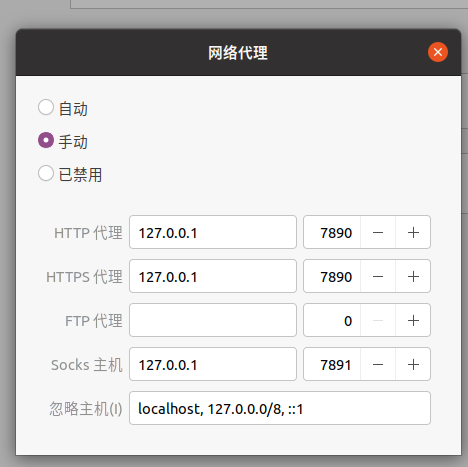 网络代理
自动
手动
已禁用
HTTP 代理 127.0.0.1 7890 − +
HTTPS 代理 127.0.0.1 7890 − +
FTP 代理 0 − +
Socks 主机 127.0.0.1 7891 − +
忽略主机(I) localhost, 127.0.0.0/8, ::1